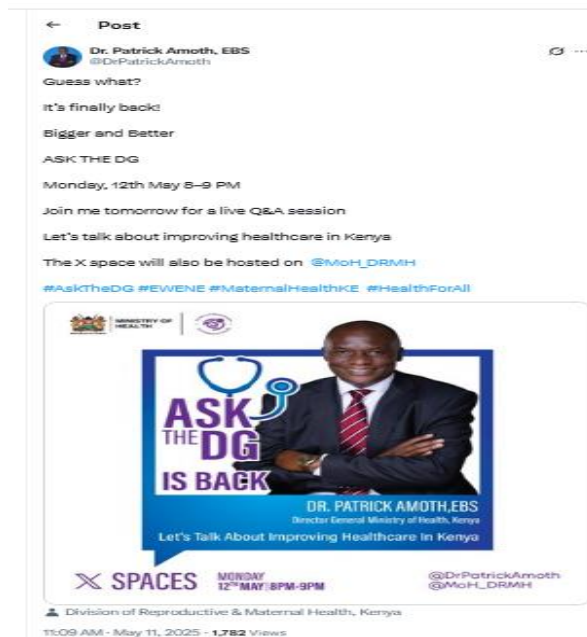 Post
Dr. Patrick Amoth, EBS
@DrPatrickAmoth
Guess what?
It's finally back!
Bigger and Better
ASK THE DG
Monday, 12th May 8–9 PM
Join me tomorrow for a live Q&A session
Let's talk about improving healthcare in Kenya
The X space will also be hosted on @MoH_DRMH
#AskTheDG #EWENE #MaternalHealthKE #HealthForAll
MINISTRY OF
HEALTH
ASK
THE DG
IS BACK
DR. PATRICK AMOTH,EBS
Director General Ministry of Health, Kenya
Let's Talk About Improving Healthcare In Kenya
X SPACES
MONDAY
12TH MAY 8PM-9PM
@DrPatrickAmoth
@MoH_DRMH
Division of Reproductive & Maternal Health, Kenya
11:09 AM · May 11, 2025 · 1,782 Views